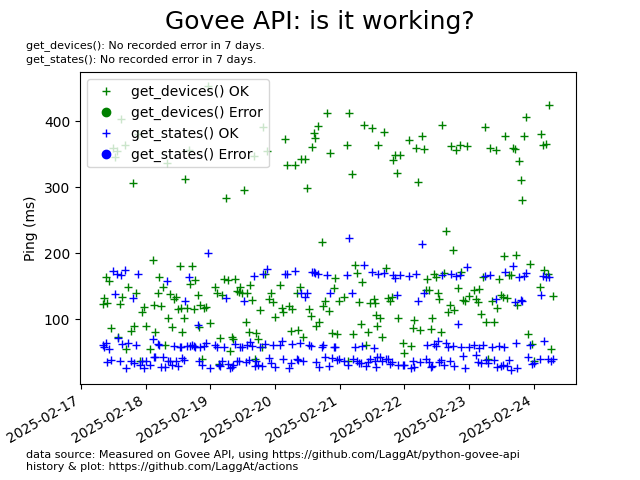 Govee API: is it working?
get_devices(): No recorded error in 7 days.
get_states(): No recorded error in 7 days.
get_devices() OK
get_devices() Error
get_states() OK
get_states() Error
400
300
200
100
Ping (ms)
2025-02-17
2025-02-18
2025-02-19
2025-02-20
2025-02-21
2025-02-22
2025-02-23
2025-02-24
data source: Measured on Govee API, using https://github.com/LaggAt/python-govee-api
history & plot: https://github.com/LaggAt/actions